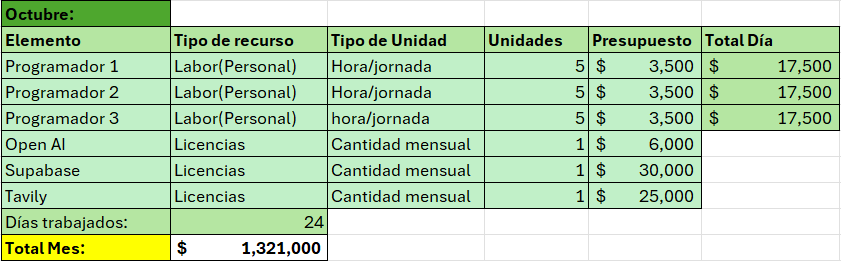 Octubre:
Elemento Tipo de recurso Tipo de Unidad Unidades Presupuesto Total Día
Programador 1 Labor(Personal) Hora/jornada 5 $ 3,500 $ 17,500
Programador 2 Labor(Personal) Hora/jornada 5 $ 3,500 $ 17,500
Programador 3 Labor(Personal) hora/jornada 5 $ 3,500 $ 17,500
Open AI Licencias Cantidad mensual 1 $ 6,000
Supabase Licencias Cantidad mensual 1 $ 30,000
Tavily Licencias Cantidad mensual 1 $ 25,000
Días trabajados: 24
Total Mes: $ 1,321,000